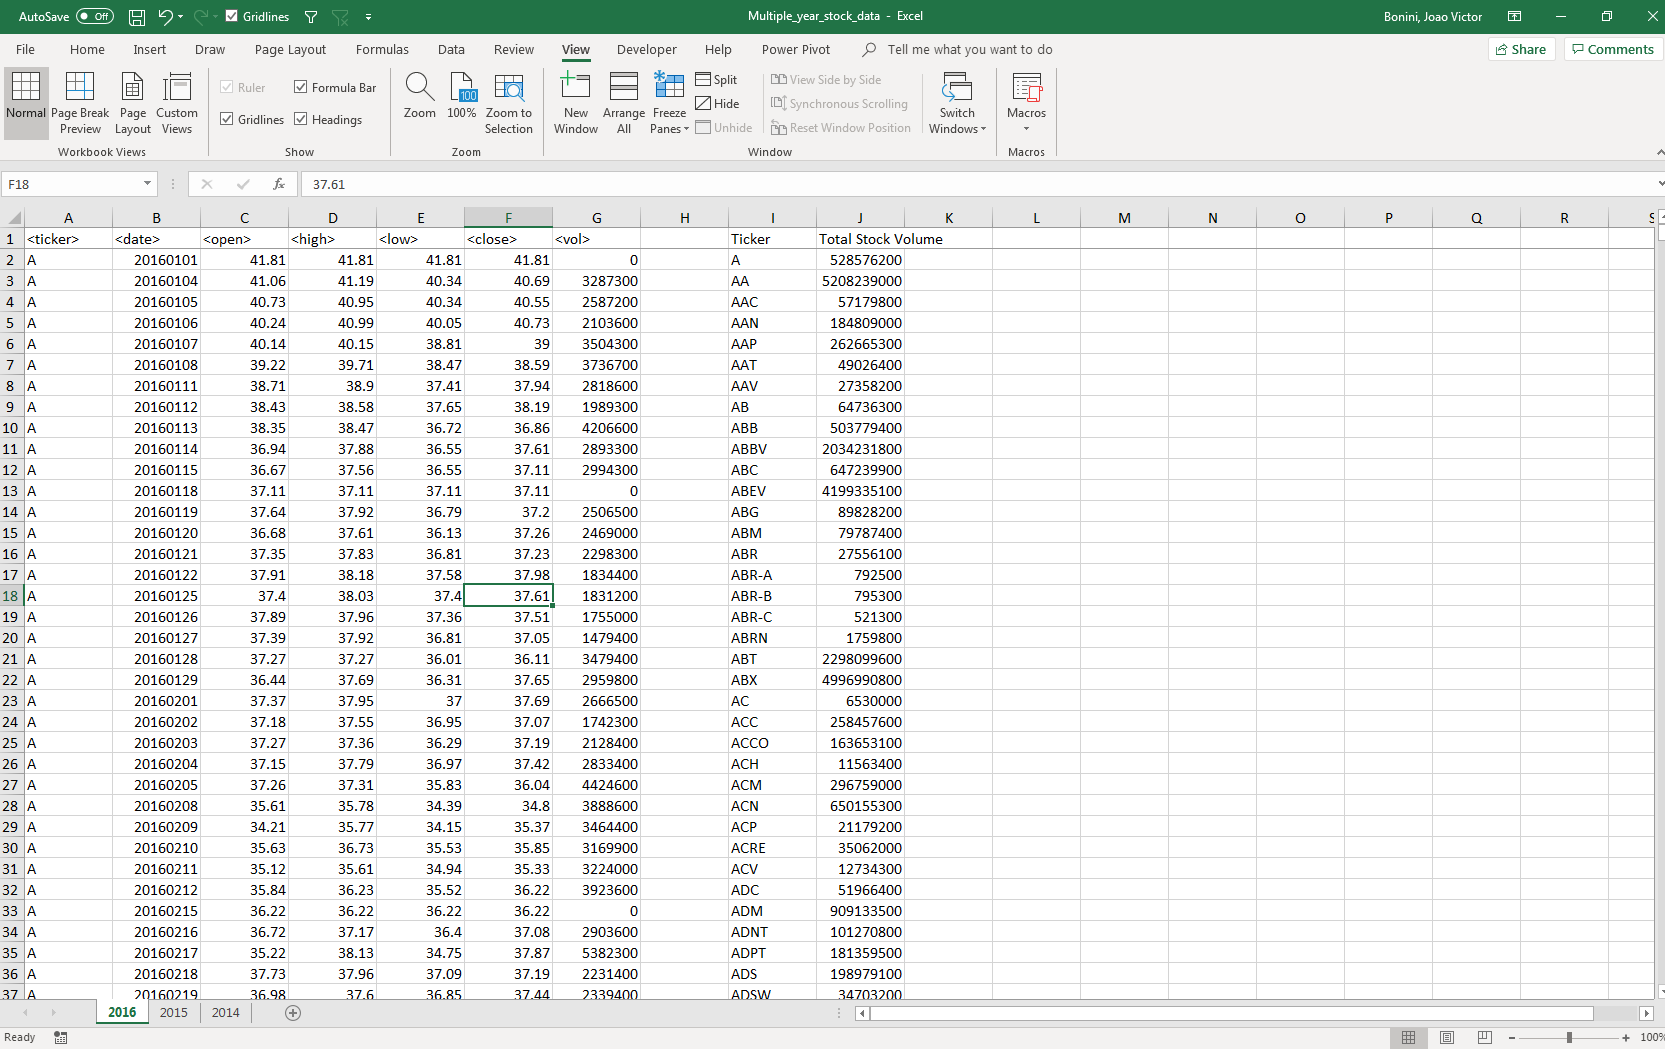 AutoSave Off Gridlines Multiple_year_stock_data - Excel Bonini, Joao Victor
File Home Insert Draw Page Layout Formulas Data Review View Developer Help Power Pivot Tell me what you want to do Share Comments
Normal Page Break Preview Page Layout Custom Views Ruler Formula Bar Gridlines Headings Zoom 100% Zoom to Selection New Window Arrange All Freeze Panes Split Hide Unhide View Side by Side Synchronous Scrolling Reset Window Position Switch Windows Macros
Workbook Views Show Zoom Window Macros
F18 fx 37.61
A B C D E F G H I J K L M N O P Q R S
1 <ticker> <date> <open> <high> <low> <close> <vol> Ticker Total Stock Volume
2 A 20160101 41.81 41.81 41.81 41.81 0 A 528576200
3 A 20160104 41.06 41.19 40.34 40.69 3287300 AA 5208239000
4 A 20160105 40.73 40.95 40.34 40.55 2587200 AAC 57179800
5 A 20160106 40.24 40.99 40.05 40.73 2103600 AAN 184809000
6 A 20160107 40.14 40.15 38.81 39 3504300 AAP 262665300
7 A 20160108 39.22 39.71 38.47 38.59 3736700 AAT 49026400
8 A 20160111 38.71 38.9 37.41 37.94 2818600 AAV 27358200
9 A 20160112 38.43 38.58 37.65 38.19 1989300 AB 64736300
10 A 20160113 38.35 38.47 36.72 36.86 4206600 ABB 503779400
11 A 20160114 36.94 37.88 36.55 37.61 2893300 ABBV 2034231800
12 A 20160115 36.67 37.56 36.55 37.11 2994300 ABC 647239900
13 A 20160118 37.11 37.11 37.11 37.11 0 ABEV 4199335100
14 A 20160119 37.64 37.92 36.79 37.2 2506500 ABG 89828200
15 A 20160120 36.68 37.61 36.13 37.26 2469000 ABM 79787400
16 A 20160121 37.35 37.83 36.81 37.23 2298300 ABR 27556100
17 A 20160122 37.91 38.18 37.58 37.98 1834400 ABR-A 792500
18 A 20160125 37.4 38.03 37.4 37.61 1831200 ABR-B 795300
19 A 20160126 37.89 37.96 37.36 37.51 1755000 ABR-C 521300
20 A 20160127 37.39 37.92 36.81 37.05 1479400 ABRN 1759800
21 A 20160128 37.27 37.27 36.01 36.11 3479400 ABT 2298099600
22 A 20160129 36.44 37.69 36.31 37.65 2959800 ABX 4996990800
23 A 20160201 37.37 37.95 37 37.69 2666500 AC 6530000
24 A 20160202 37.18 37.55 36.95 37.07 1742300 ACC 258457600
25 A 20160203 37.27 37.36 36.29 37.19 2128400 ACCO 163653100
26 A 20160204 37.15 37.79 36.97 37.42 2833400 ACH 11563400
27 A 20160205 37.26 37.31 35.83 36.04 4424600 ACM 296759000
28 A 20160208 35.61 35.78 34.39 34.8 3888600 ACN 650155300
29 A 20160209 34.21 35.77 34.15 35.37 3464400 ACP 21179200
30 A 20160210 35.63 36.73 35.53 35.85 3169900 ACRE 35062000
31 A 20160211 35.12 35.61 34.94 35.33 3224000 ACV 12734300
32 A 20160212 35.84 36.23 35.52 36.22 3923600 ADC 51966400
33 A 20160215 36.22 36.22 36.22 36.22 0 ADM 909133500
34 A 20160216 36.72 37.17 36.4 37.08 2903600 ADNT 101270800
35 A 20160217 35.22 38.13 34.75 37.87 5382300 ADPT 181359500
36 A 20160218 37.73 37.96 37.09 37.19 2231400 ADS 198979100
37 A 20160219 36.98 37.6 36.85 37.44 2339400 ADSW 34703200
2016 2015 2014
Ready 100%